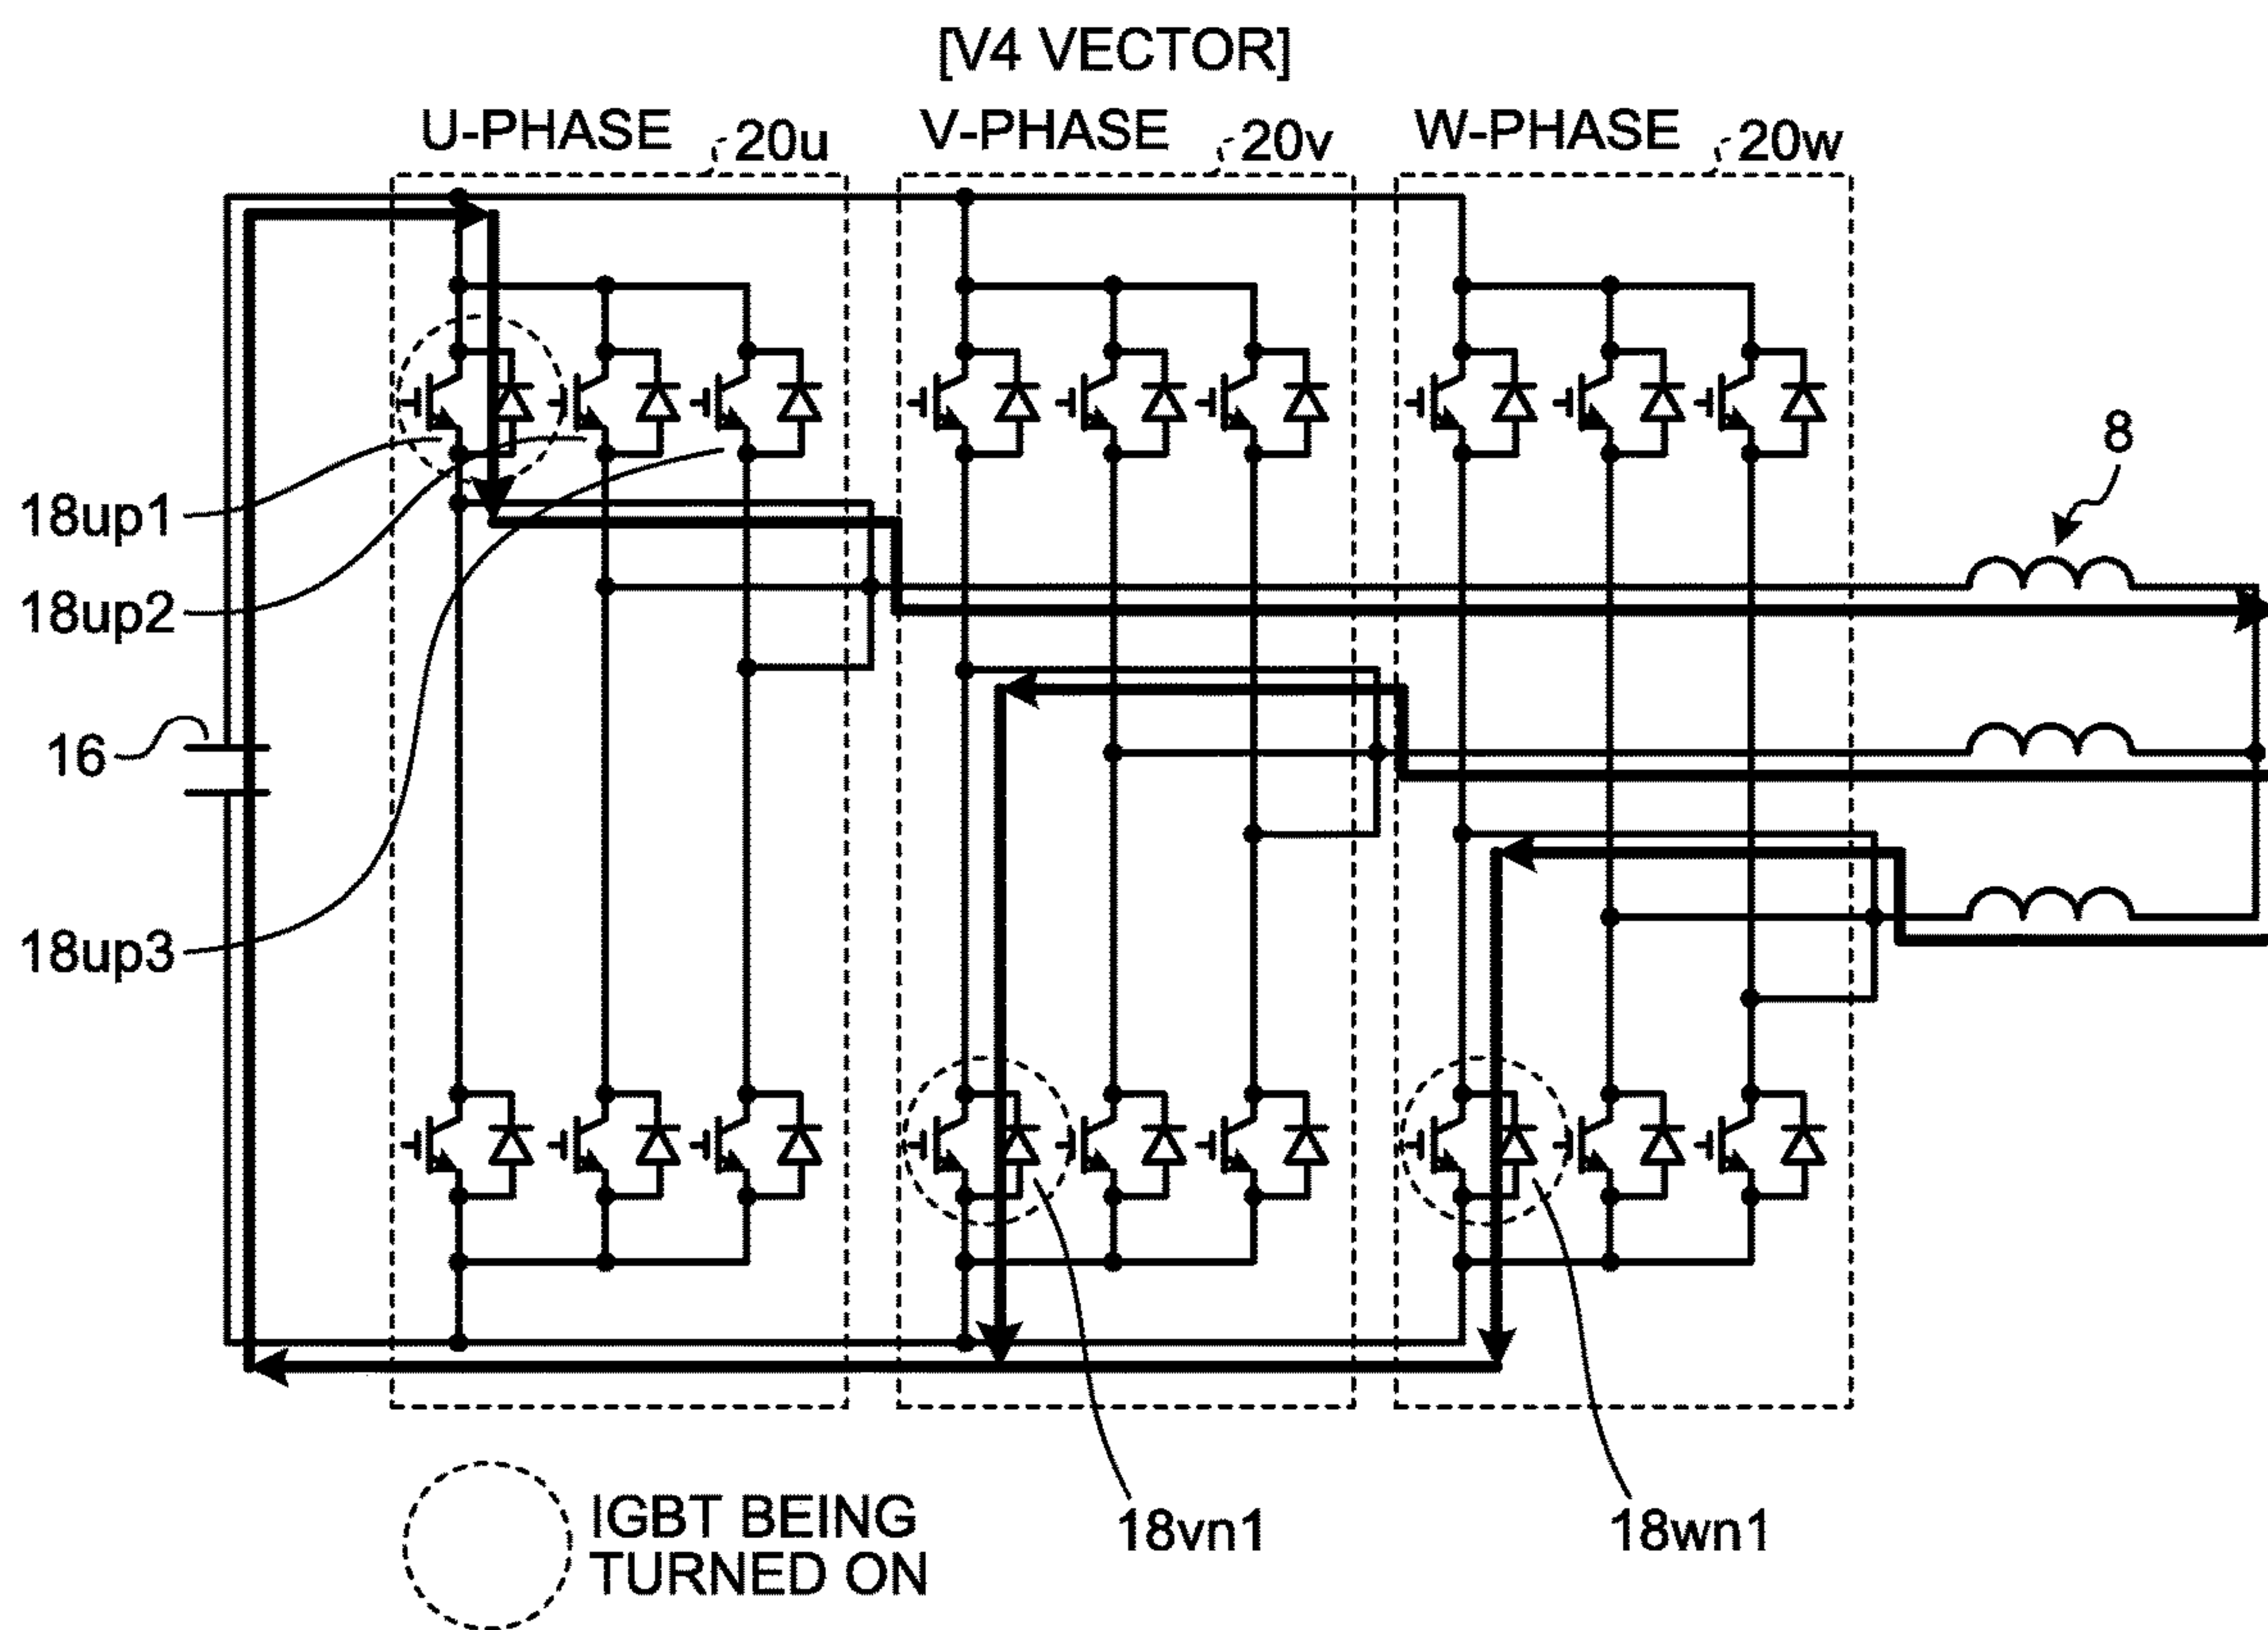 [V4 VECTOR]
U-PHASE
20u
V-PHASE
20v
W-PHASE
20w
8
18up1
18up2
16
18up3
18vn1
18wn1
IGBT BEING
TURNED ON